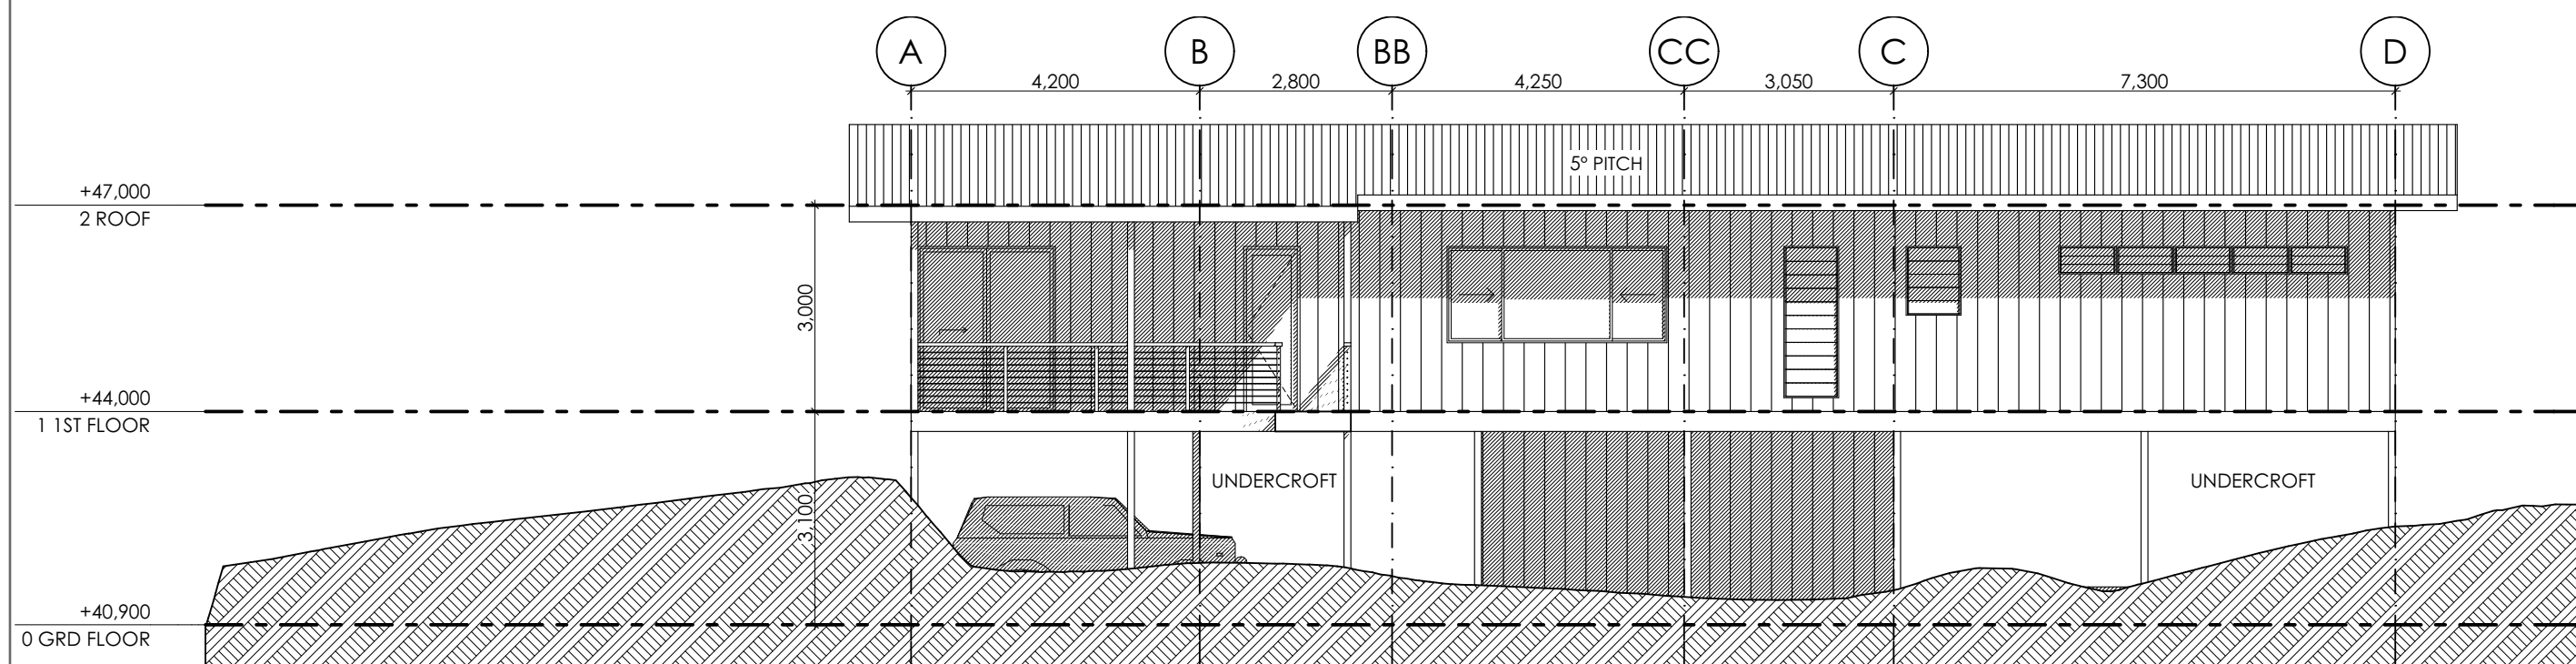 A B BB CC C D
4,200 2,800 4,250 3,050 7,300
5° PITCH
+47,000
2 ROOF
3,000
+44,000
1 1ST FLOOR
UNDERCROFT UNDERCROFT
3,100
+40,900
0 GRD FLOOR